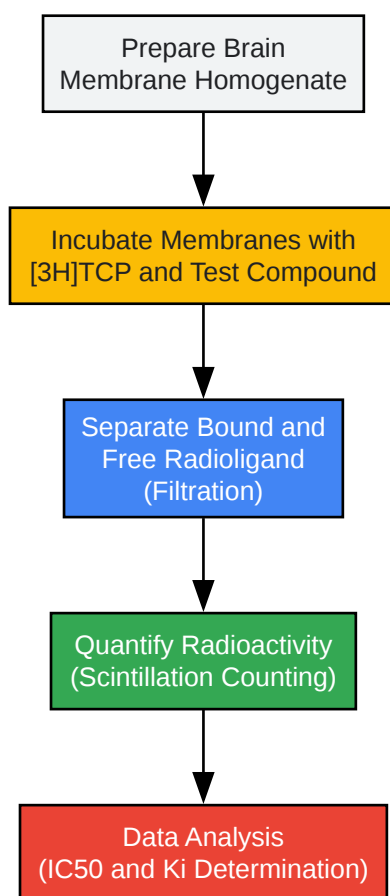 Prepare Brain
Membrane Homogenate
Incubate Membranes with
[3H]TCP and Test Compound
Separate Bound and
Free Radioligand
(Filtration)
Quantify Radioactivity
(Scintillation Counting)
Data Analysis
(IC50 and Ki Determination)